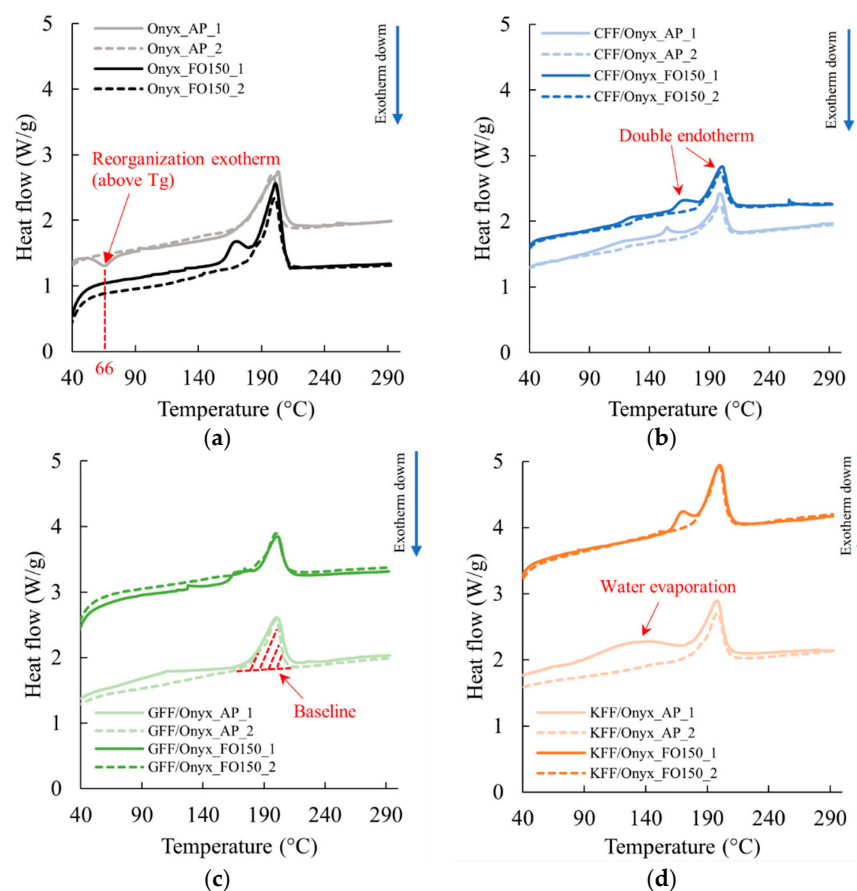 5
4
3
2
1
0
Heat flow (W/g)
Onyx_AP_1
Onyx_AP_2
Onyx_FO150_1
Onyx_FO150_2
Exotherm dowm
Reorganization exotherm
(above Tg)
66
40 90 140 190 240 290
Temperature (°C)
(a)
5
4
3
2
1
0
Heat flow (W/g)
CFF/Onyx_AP_1
CFF/Onyx_AP_2
CFF/Onyx_FO150_1
CFF/Onyx_FO150_2
Exotherm dowm
Double endotherm
40 90 140 190 240 290
Temperature (°C)
(b)
5
4
3
2
1
0
Heat flow (W/g)
Exotherm dowm
Baseline
GFF/Onyx_AP_1
GFF/Onyx_AP_2
GFF/Onyx_FO150_1
GFF/Onyx_FO150_2
40 90 140 190 240 290
Temperature (°C)
(c)
5
4
3
2
1
0
Heat flow (W/g)
Exotherm dowm
Water evaporation
KFF/Onyx_AP_1
KFF/Onyx_AP_2
KFF/Onyx_FO150_1
KFF/Onyx_FO150_2
40 90 140 190 240 290
Temperature (°C)
(d)